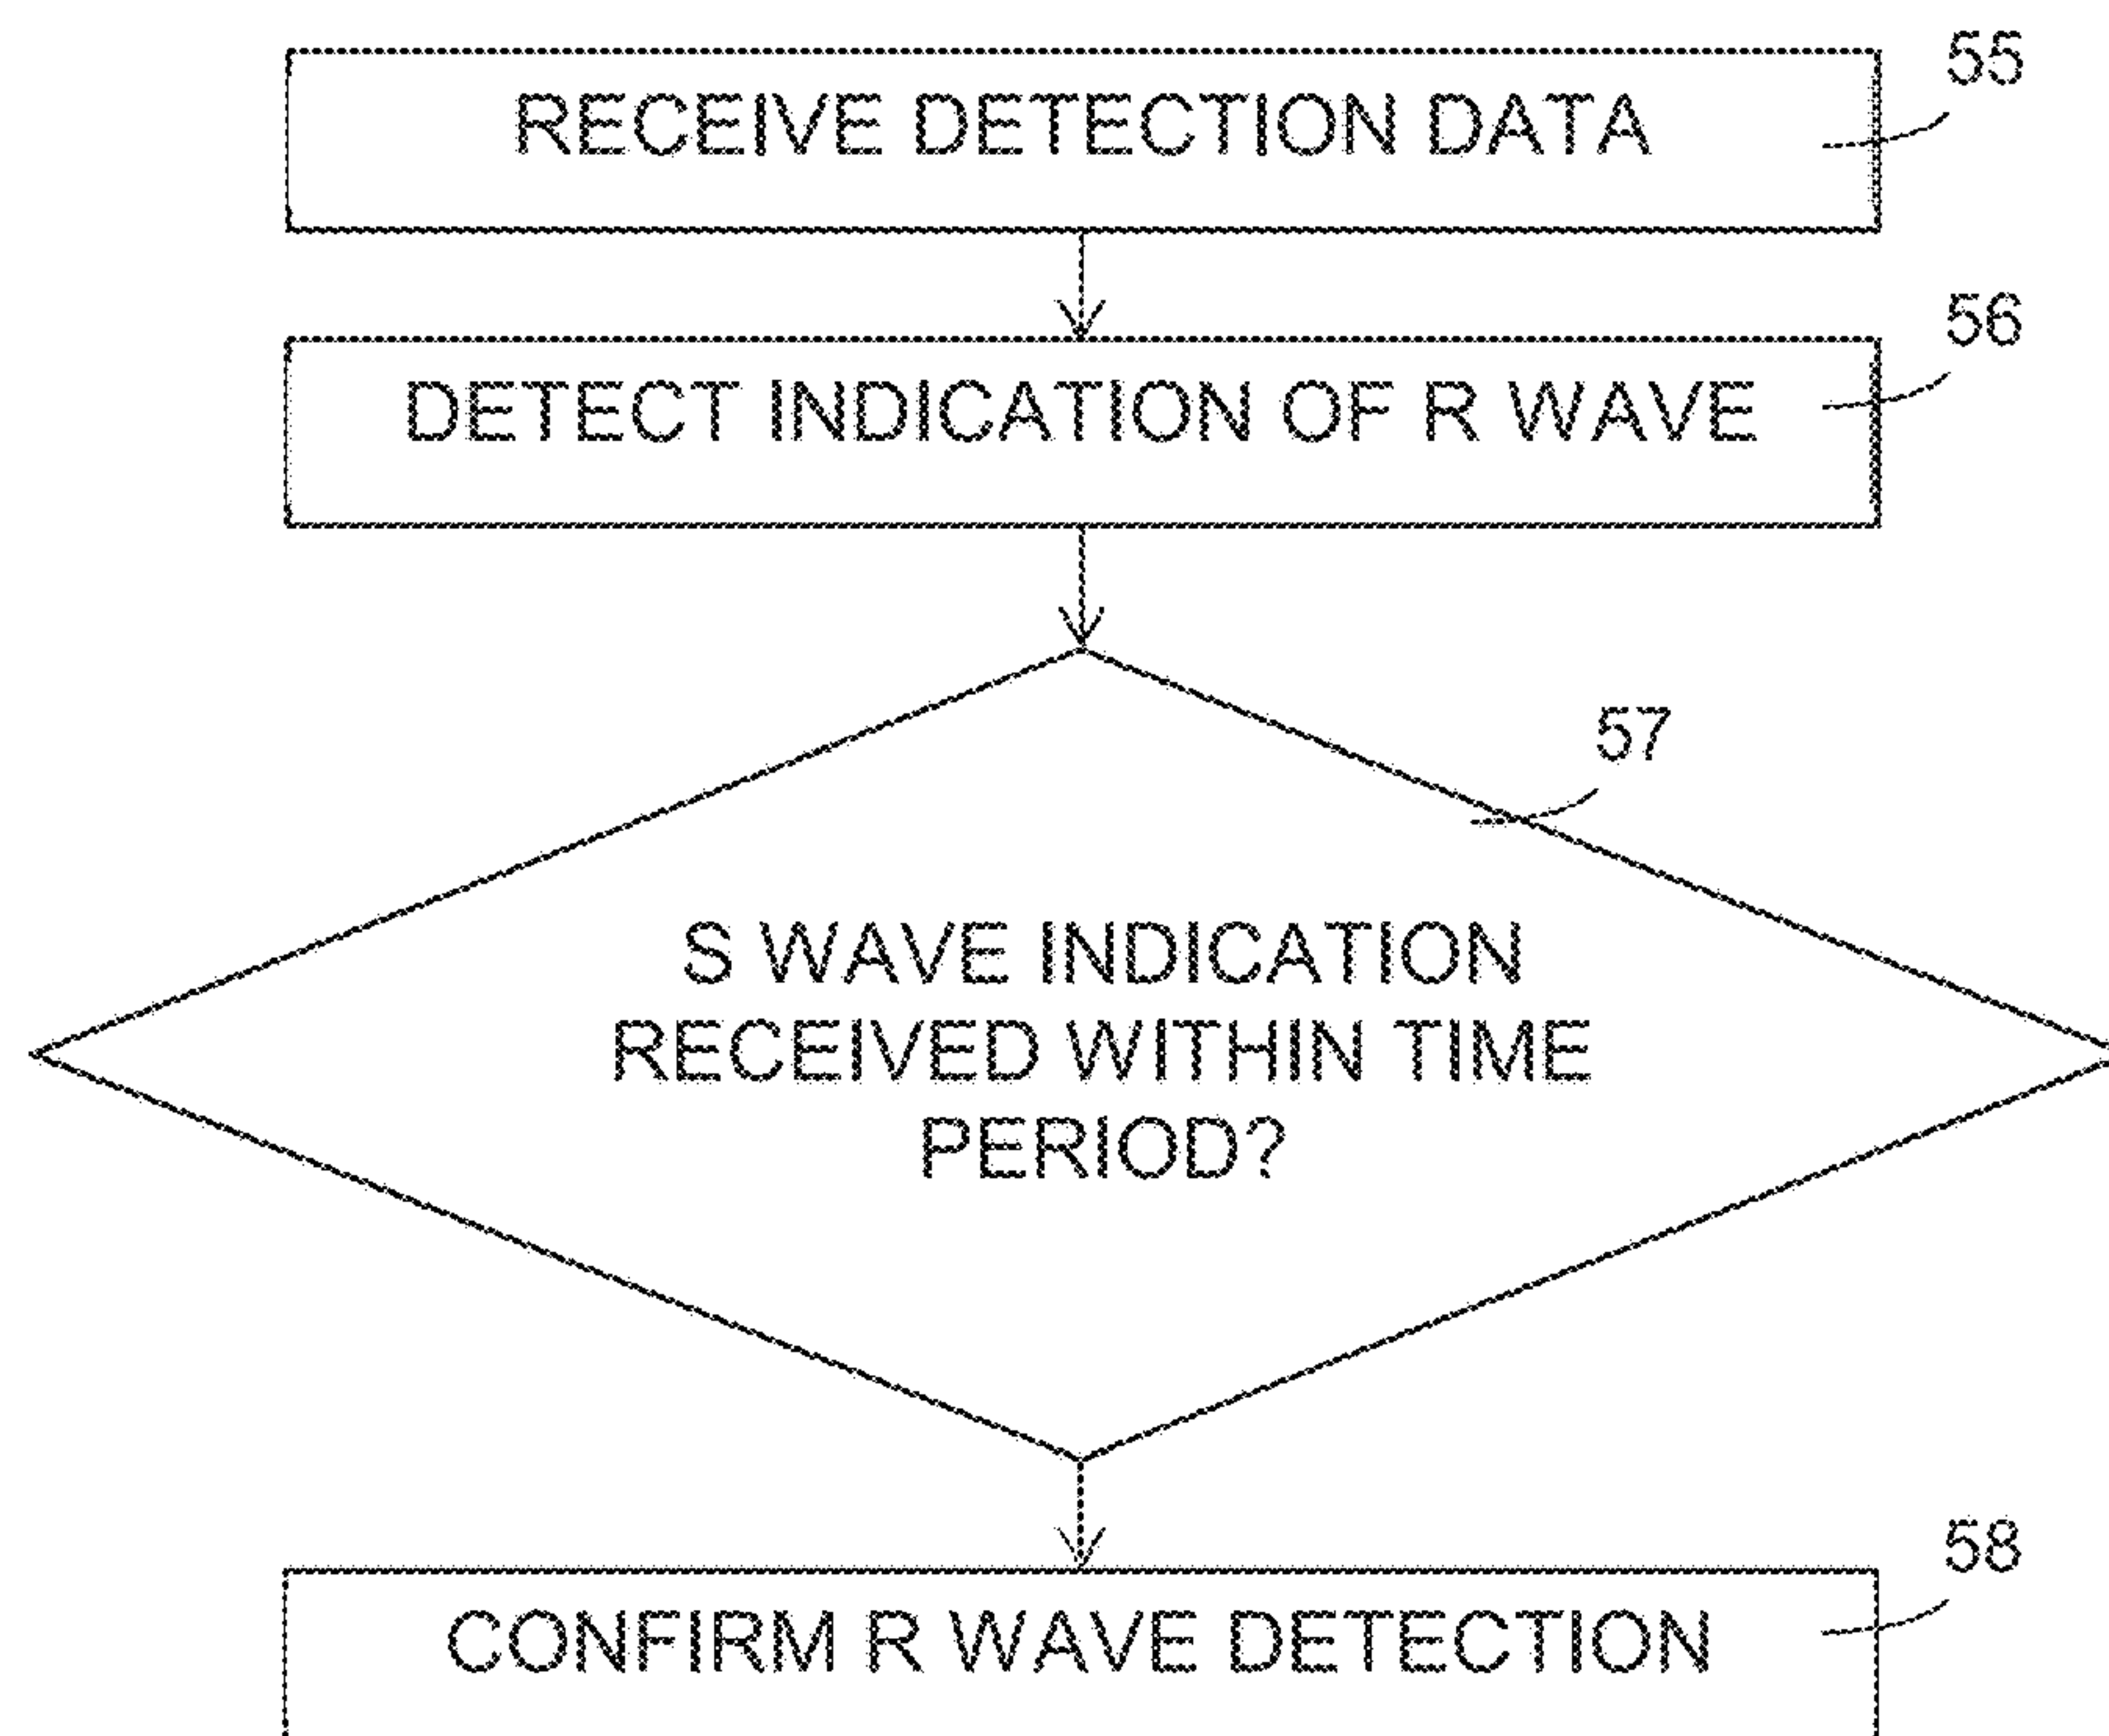 55
RECEIVE DETECTION DATA
56
DETECT INDICATION OF R WAVE
57
S WAVE INDICATION
RECEIVED WITHIN TIME
PERIOD?
58
CONFIRM R WAVE DETECTION